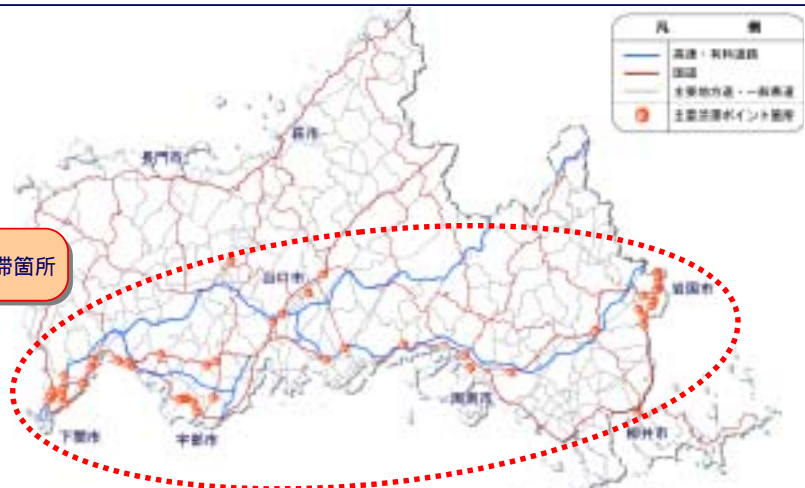 凡 例
高速・有料道路
国道
主要地方道・一般県道
主要渋滞ポイント箇所
萩市
長門市
滞箇所
山口市
岩国市
周南市
下関市
宇部市
柳井市